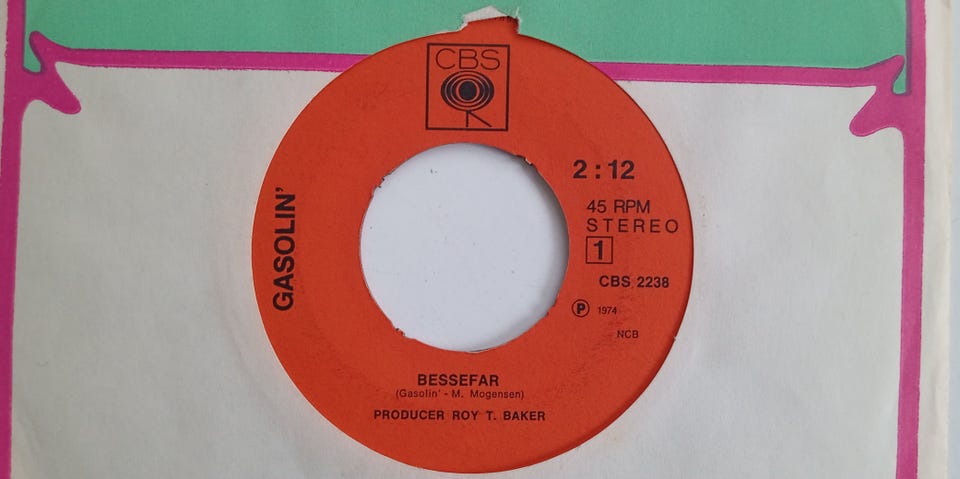 CBS
GASOLIN'
2:12
45 RPM
STEREO
1
CBS 2238
Ⓟ 1974
NCB
BESSEFAR
(Gasolin' - M. Mogensen)
PRODUCER ROY T. BAKER